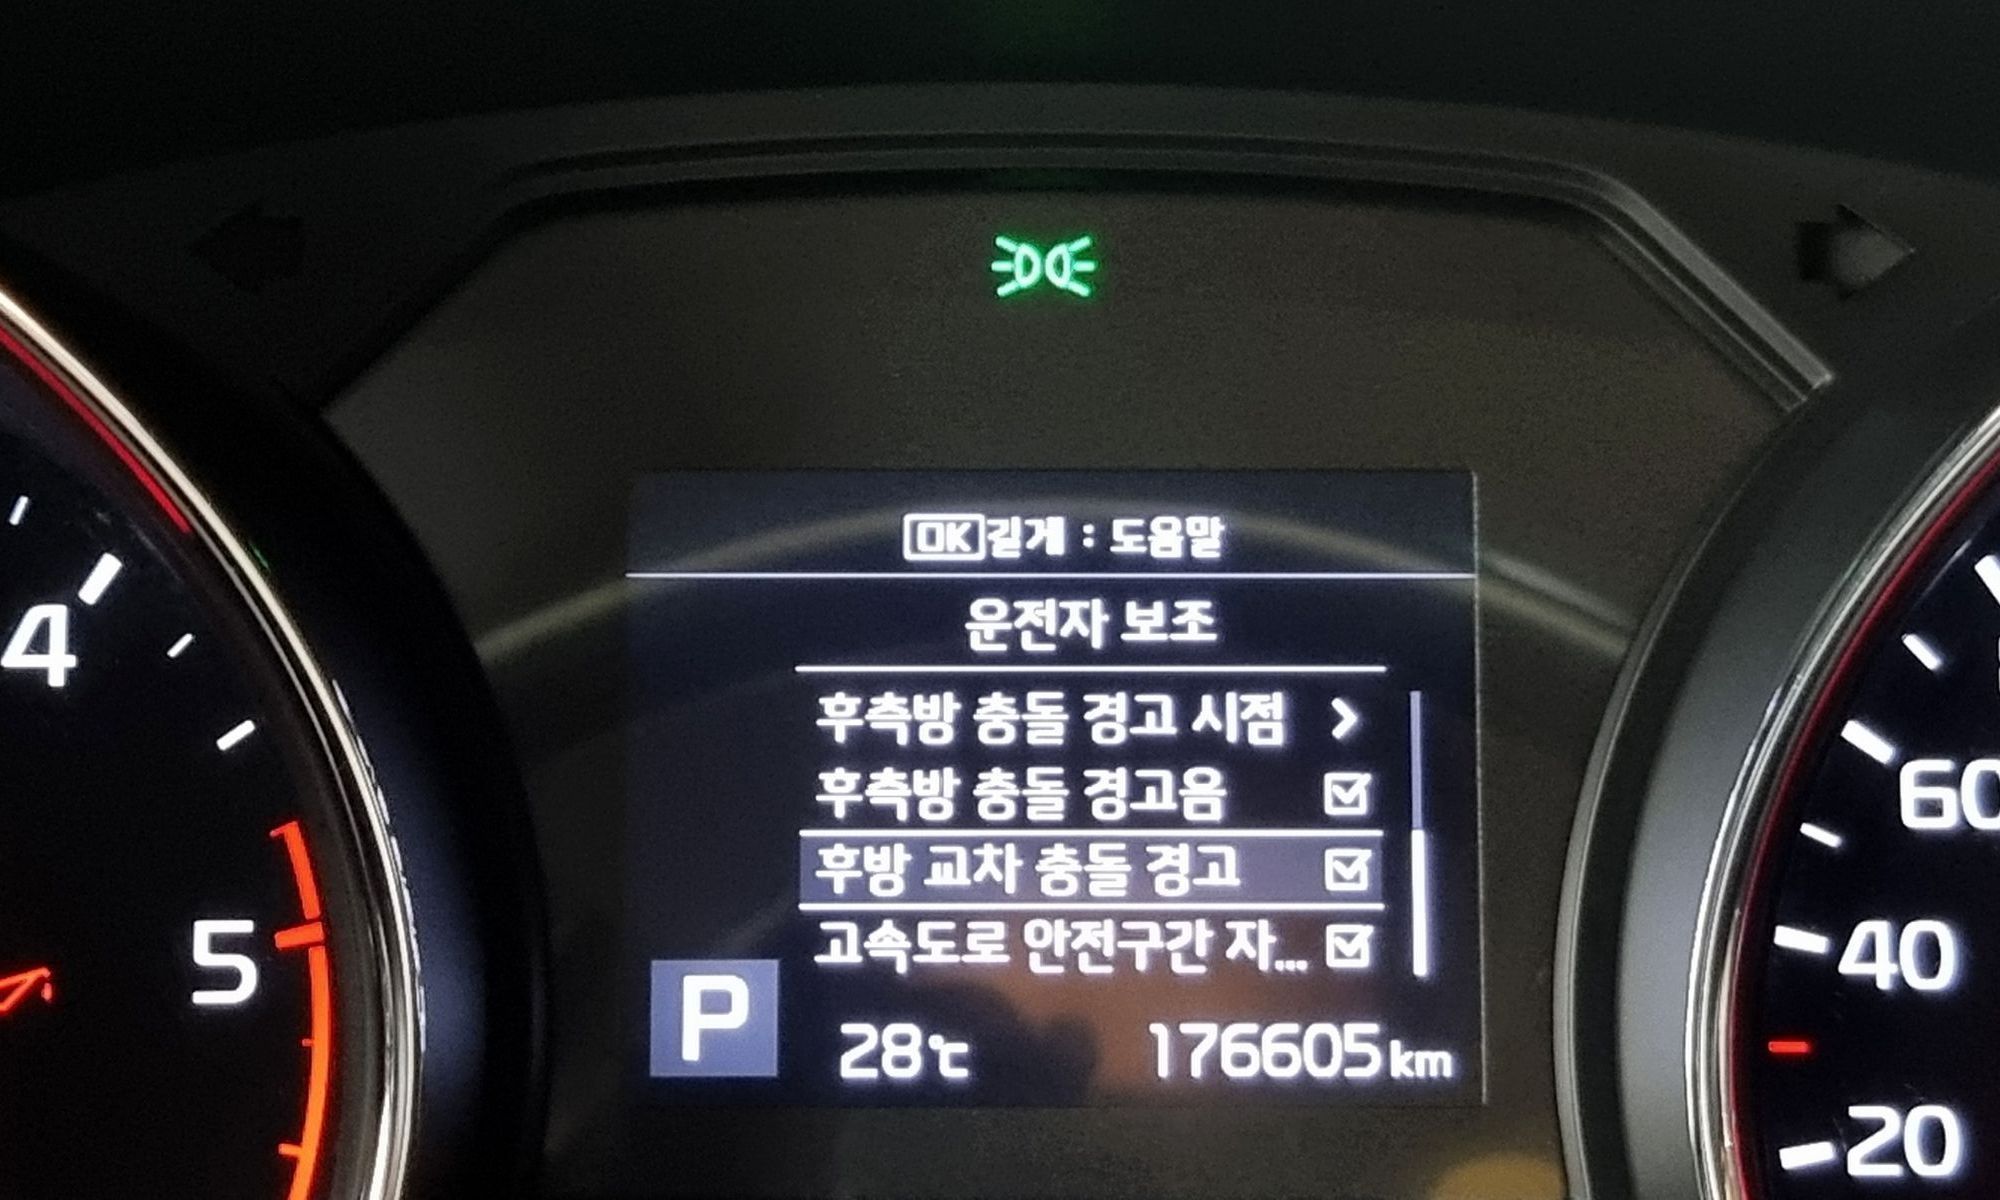 OK 길게 : 도움말
운전자 보조
후측방 충돌 경고 시점 >
후측방 충돌 경고음
후방 교차 충돌 경고
고속도로 안전구간 자...
P 28℃ 176605 km
4
5
60
40
20